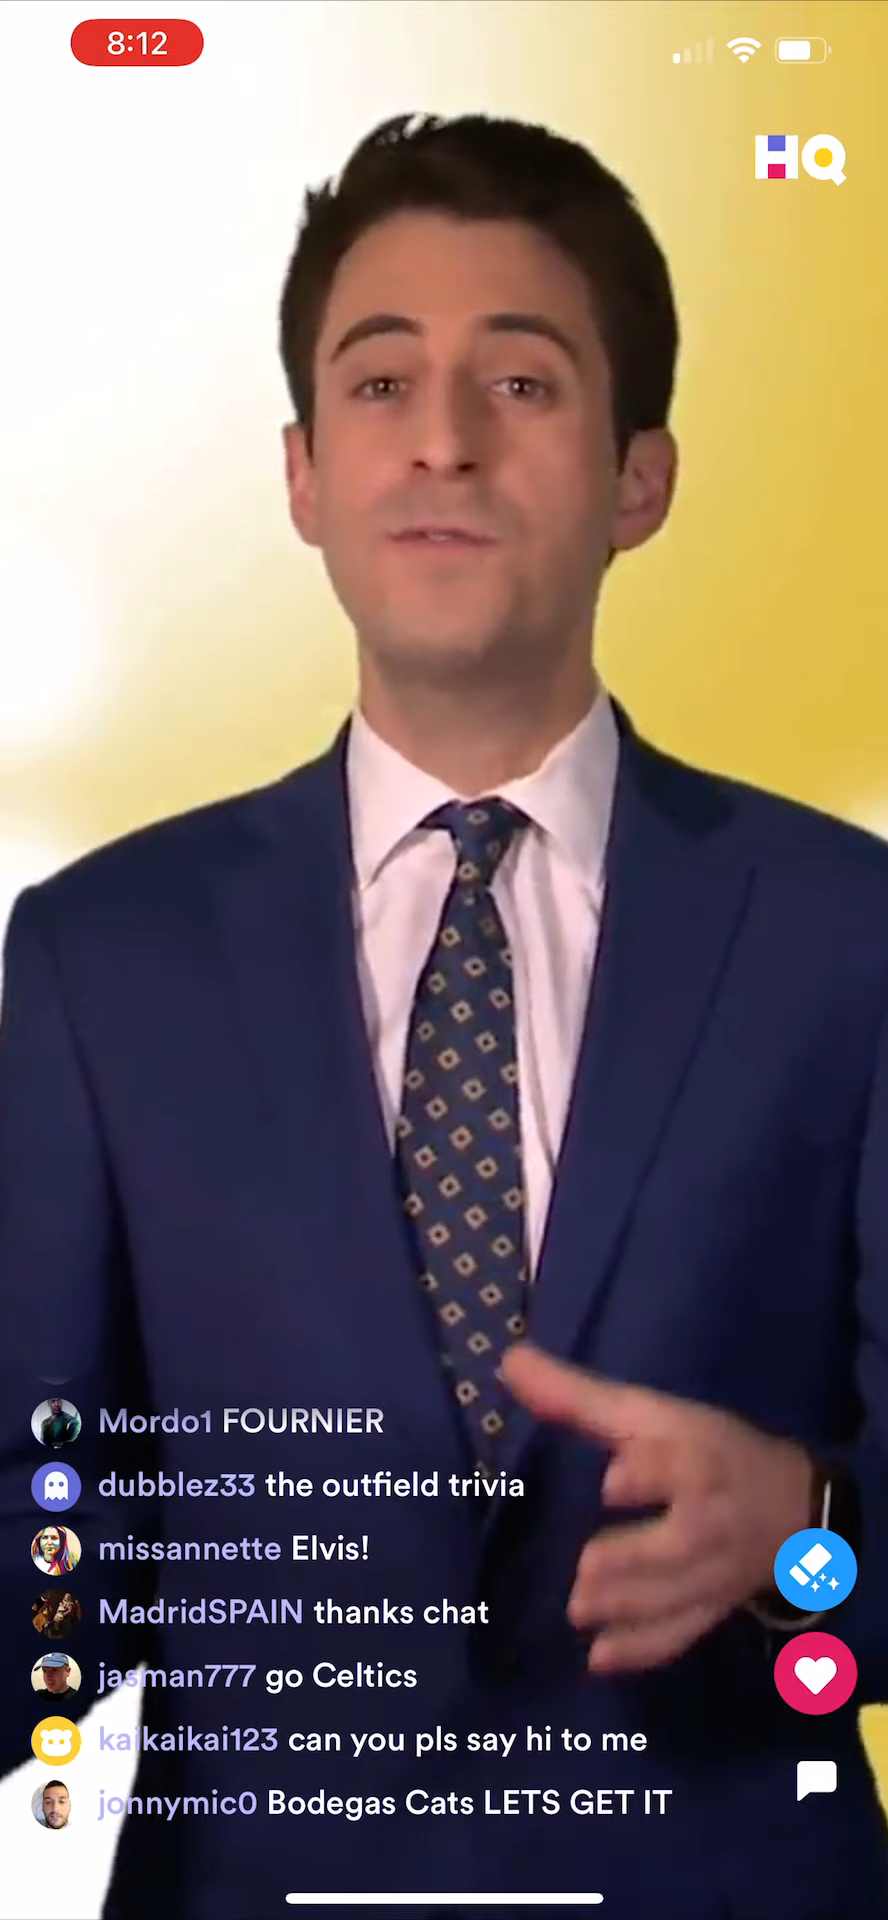 8:12
HQ
Mordo1 FOURNIER
dubblez33 the outfield trivia
missannette Elvis!
MadridSPAIN thanks chat
jasman777 go Celtics
kaikaikai123 can you pls say hi to me
jonnymic0 Bodegas Cats LETS GET IT